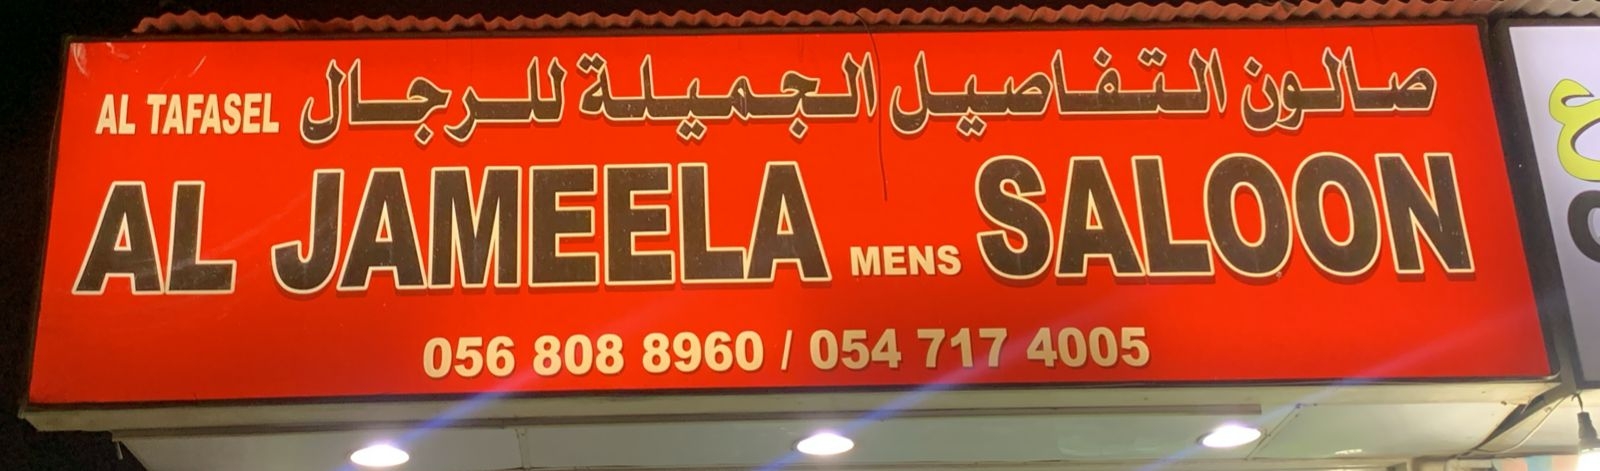 صالون التفاصيل الجميلة للرجال
AL TAFASEL
AL JAMEELA MENS SALOON
056 808 8960 / 054 717 4005